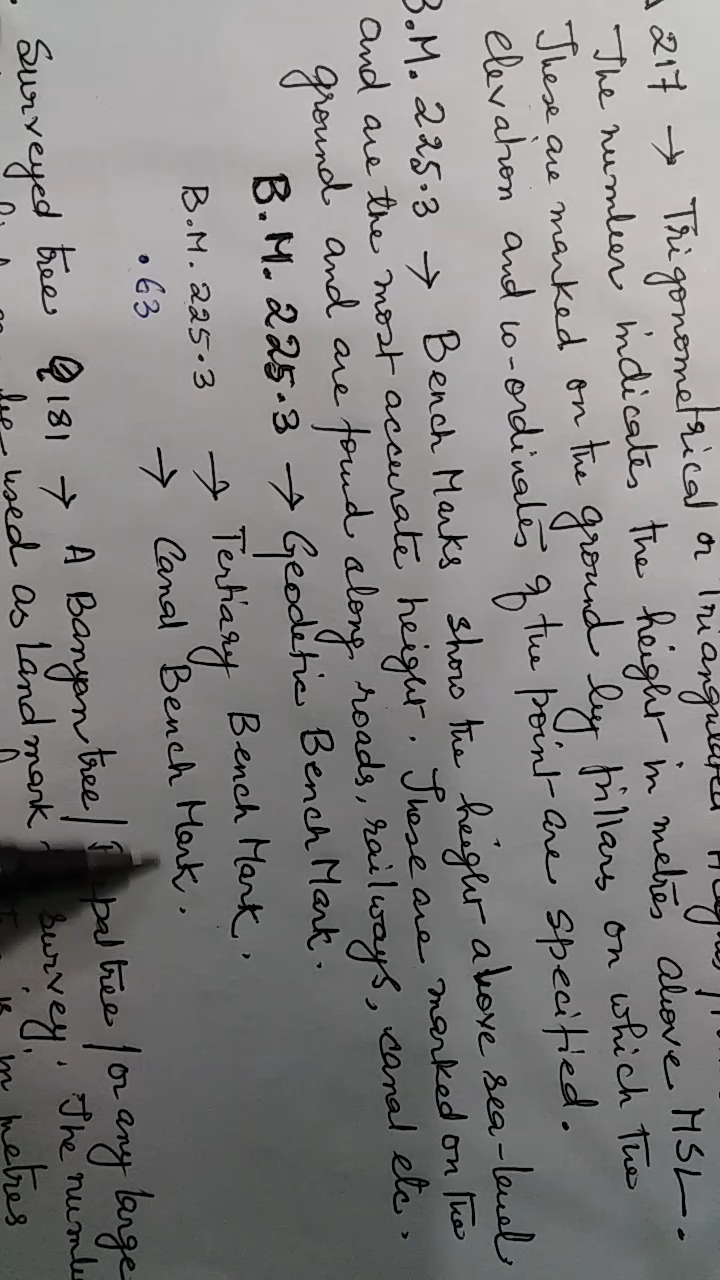 217 → Trigonometrical or Triangulated
The number indicates the height in metres above MSL.
These are marked on the ground by pillars on which the
elevation and co-ordinates of the point are specified.
B.M. 225.3 → Bench Marks show the height above sea-level
and are the most accurate height. These are marked on the
ground and are found along roads, railways, canal etc.
B.M. 225.3 → Geodetic Bench Mark.
B.M. 225.3 → Tertiary Bench Mark.
.63 → Canal Bench Mark.
Surveyed tree 181 → A Banyan tree/ tree/ or any large
used as Land mark survey. The
in metres